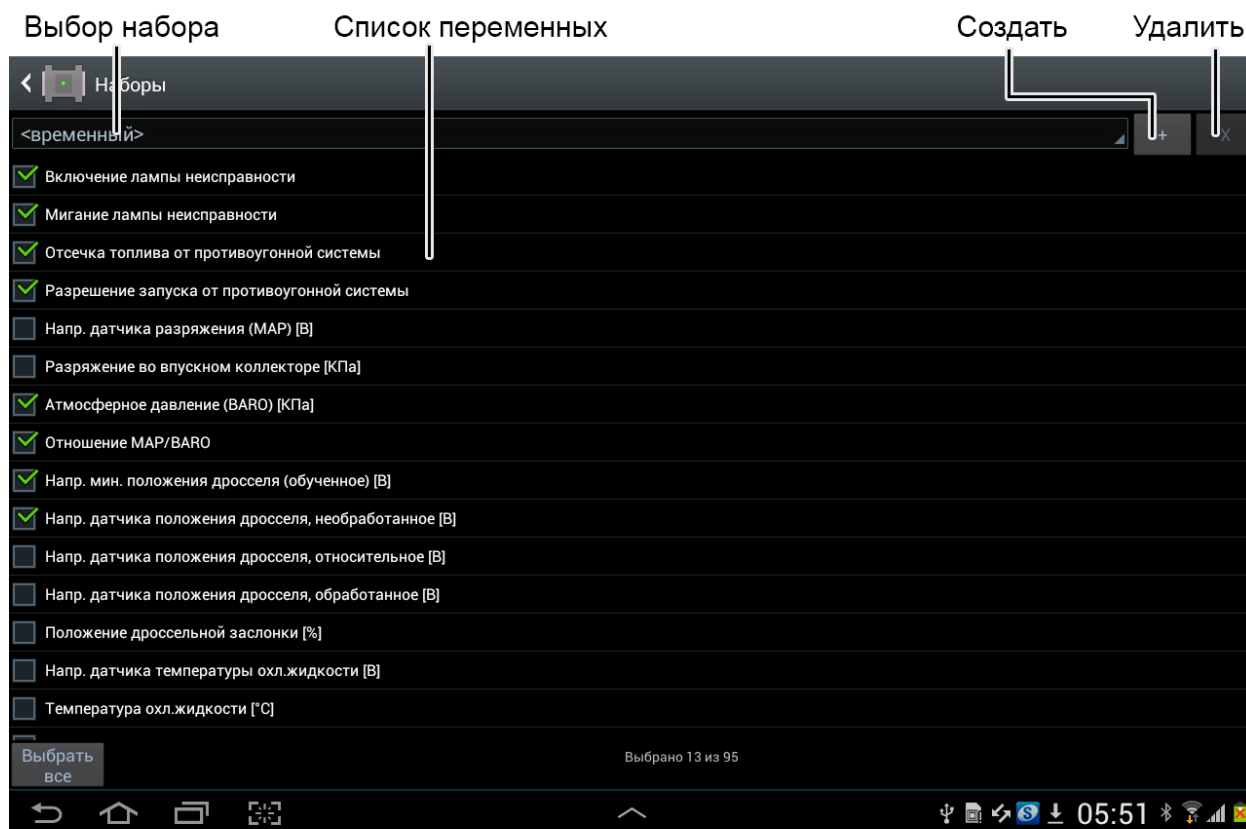 Выбор набора Список переменных Создать Удалить
Наборы
<временный> + X
Включение лампы неисправности
Мигание лампы неисправности
Отсечка топлива от противоугонной системы
Разрешение запуска от противоугонной системы
Напр. датчика разряжения (MAP) [В]
Разряжение во впускном коллекторе [КПа]
Атмосферное давление (BARO) [КПа]
Отношение MAP/BARO
Напр. мин. положения дросселя (обученное) [В]
Напр. датчика положения дросселя, необработанное [В]
Напр. датчика положения дросселя, относительное [В]
Напр. датчика положения дросселя, обработанное [В]
Положение дроссельной заслонки [%]
Напр. датчика температуры охл.жидкости [В]
Температура охл.жидкости [°C]
Выбрать
все
Выбрано 13 из 95
05:51